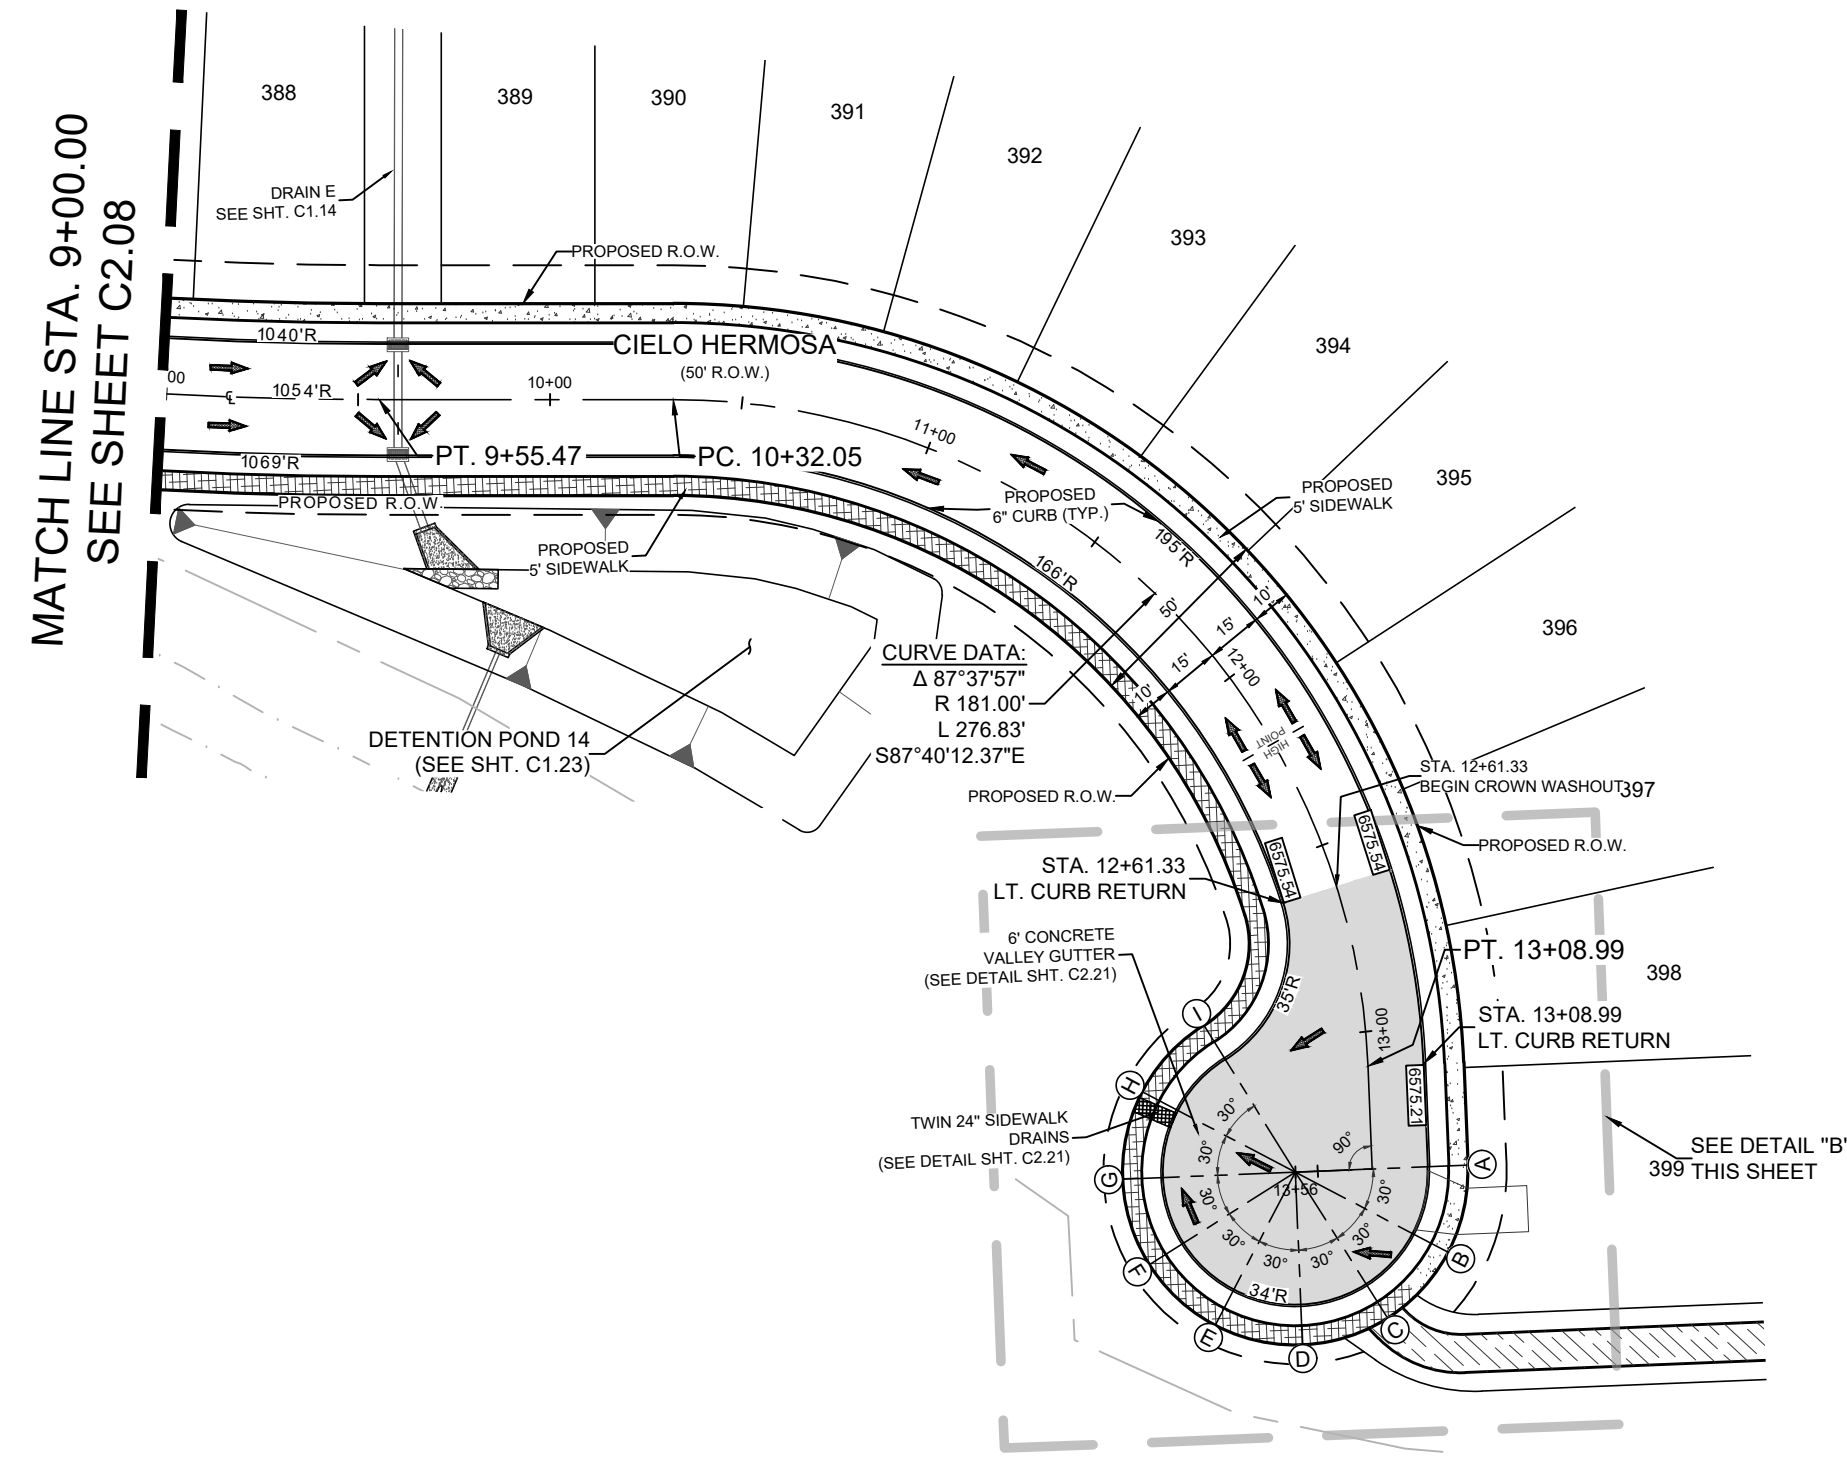 MATCH LINE STA. 9+00.00
SEE SHEET C2.08
388
389
390
391
392
393
394
395
396
397
398
399
DRAIN E
SEE SHT. C1.14
PROPOSED R.O.W.
1040'R
CIELO HERMOSA
(50' R.O.W.)
00
℄
1054'R
10+00
11+00
PT. 9+55.47
PC. 10+32.05
1069'R
PROPOSED R.O.W.
PROPOSED
5' SIDEWALK
PROPOSED
6" CURB (TYP.)
PROPOSED
5' SIDEWALK
195'R
166'R
50'
10'
15'
15'
10'
12+00
CURVE DATA:
Δ 87°37'57"
R 181.00'
L 276.83'
S87°40'12.37"E
DETENTION POND 14
(SEE SHT. C1.23)
HIGH
POINT
PROPOSED R.O.W.
STA. 12+61.33
BEGIN CROWN WASHOUT
PROPOSED R.O.W.
6575.54
6575.54
STA. 12+61.33
LT. CURB RETURN
6' CONCRETE
VALLEY GUTTER
(SEE DETAIL SHT. C2.21)
35'R
PT. 13+08.99
13+00
STA. 13+08.99
LT. CURB RETURN
6575.21
TWIN 24" SIDEWALK
DRAINS
(SEE DETAIL SHT. C2.21)
SEE DETAIL "B"
THIS SHEET
I
H
G
F
E
D
C
B
A
30°
30°
30°
30°
30°
30°
30°
30°
90°
13+56
34'R